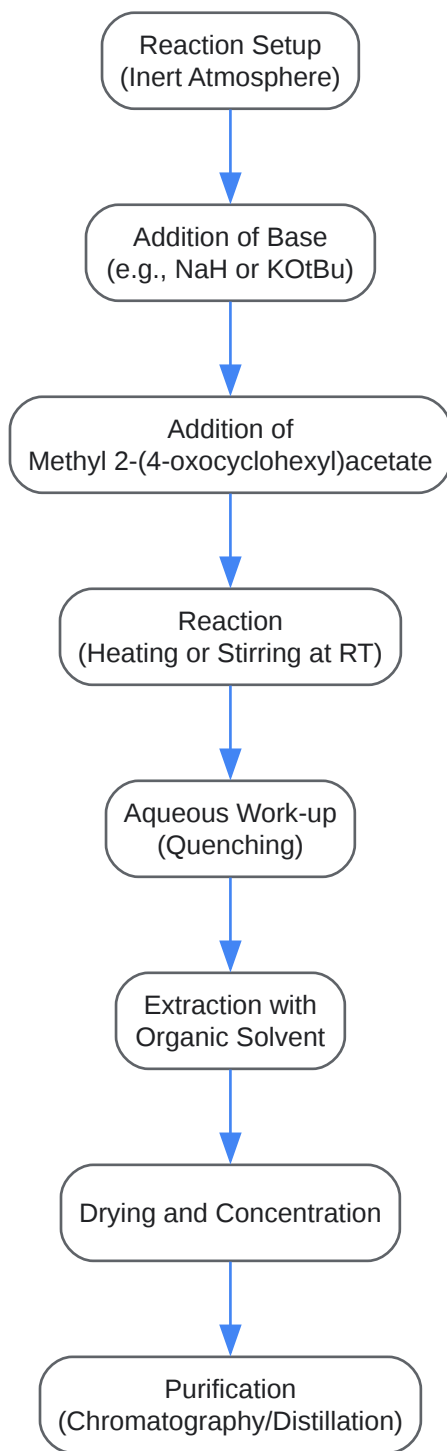 Reaction Setup
(Inert Atmosphere)
Addition of Base
(e.g., NaH or KOtBu)
Addition of
Methyl 2-(4-oxocyclohexyl)acetate
Reaction
(Heating or Stirring at RT)
Aqueous Work-up
(Quenching)
Extraction with
Organic Solvent
Drying and Concentration
Purification
(Chromatography/Distillation)